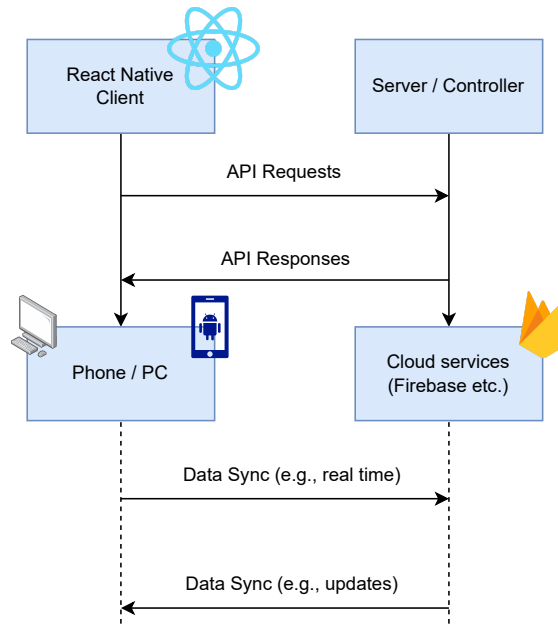 React Native
Client
Server / Controller
API Requests
API Responses
Phone / PC
Cloud services
(Firebase etc.)
Data Sync (e.g., real time)
Data Sync (e.g., updates)